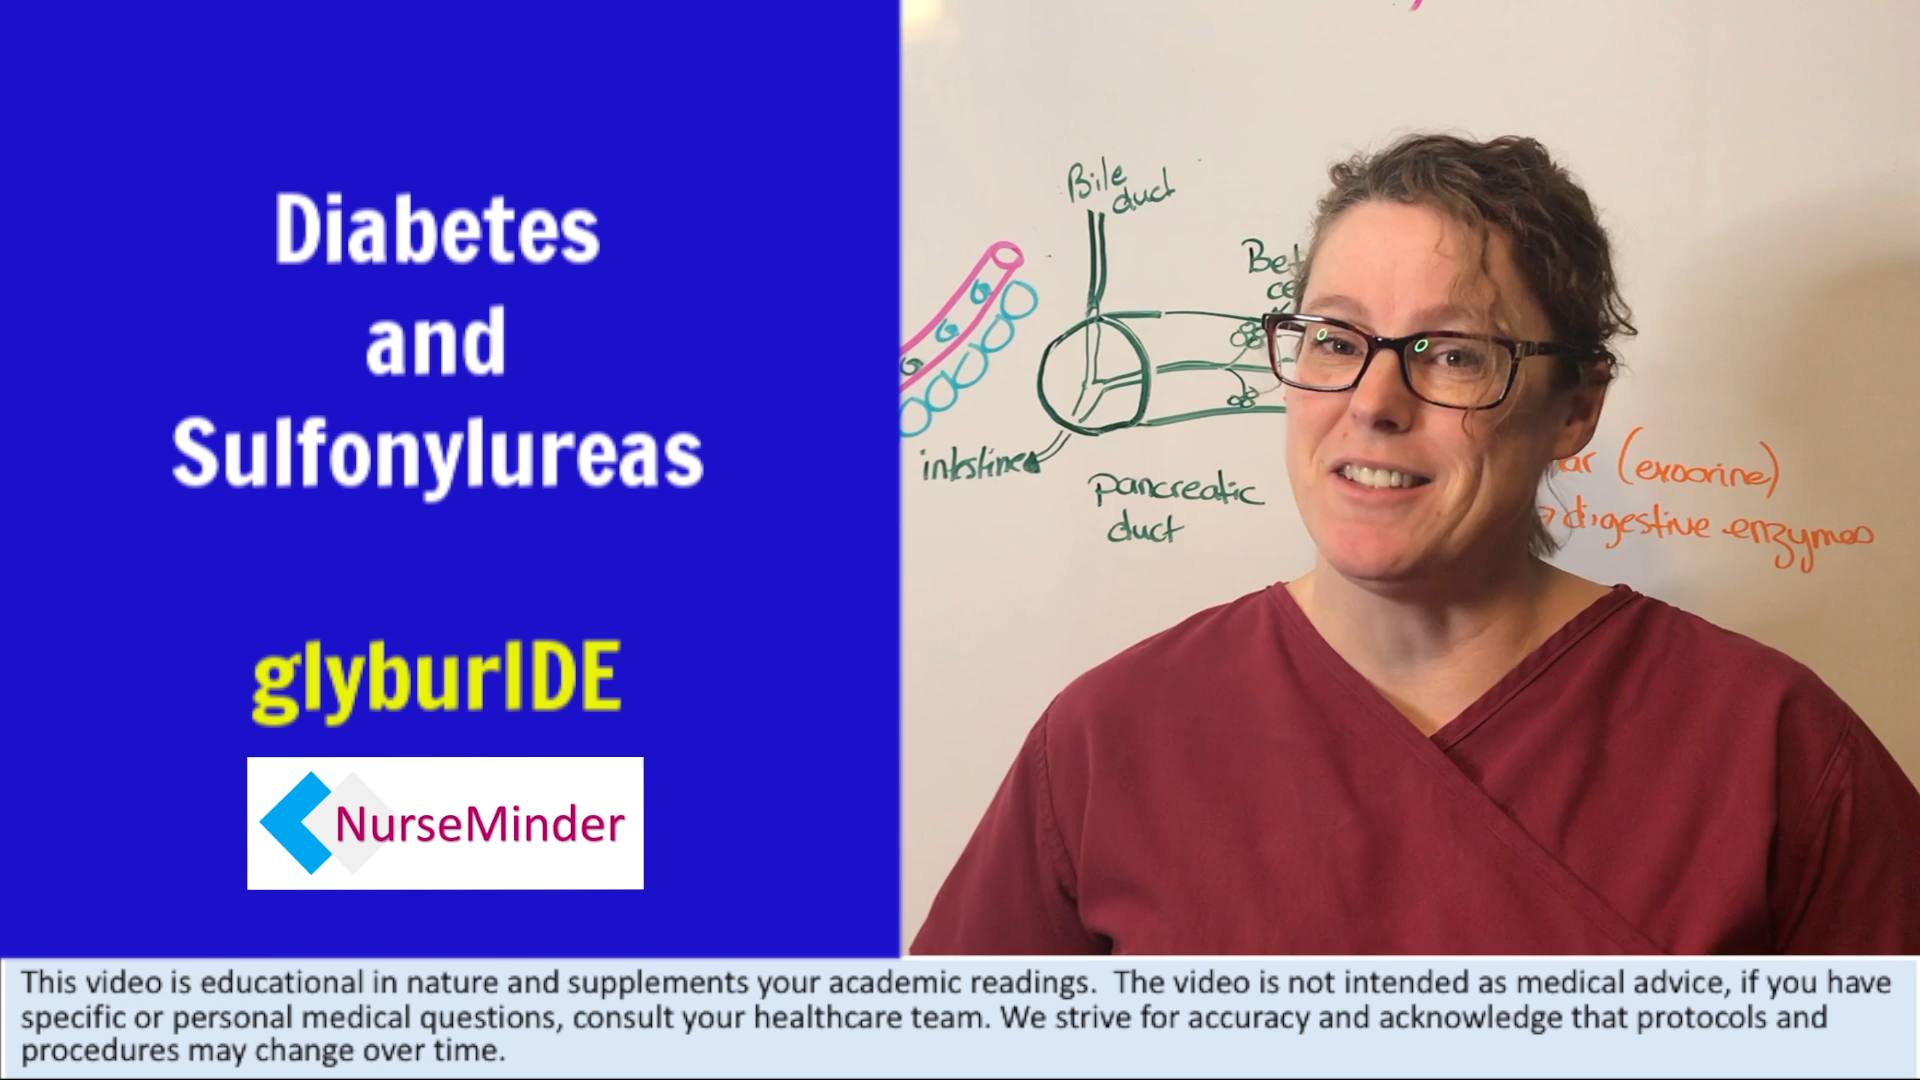 Diabetes
and
Sulfonylureas
glyburIDE
NurseMinder
Bile
duct
G
G
G
intestine
pancreatic
duct
(exocrine)
digestive enzymes
This video is educational in nature and supplements your academic readings. The video is not intended as medical advice, if you have
specific or personal medical questions, consult your healthcare team. We strive for accuracy and acknowledge that protocols and
procedures may change over time.